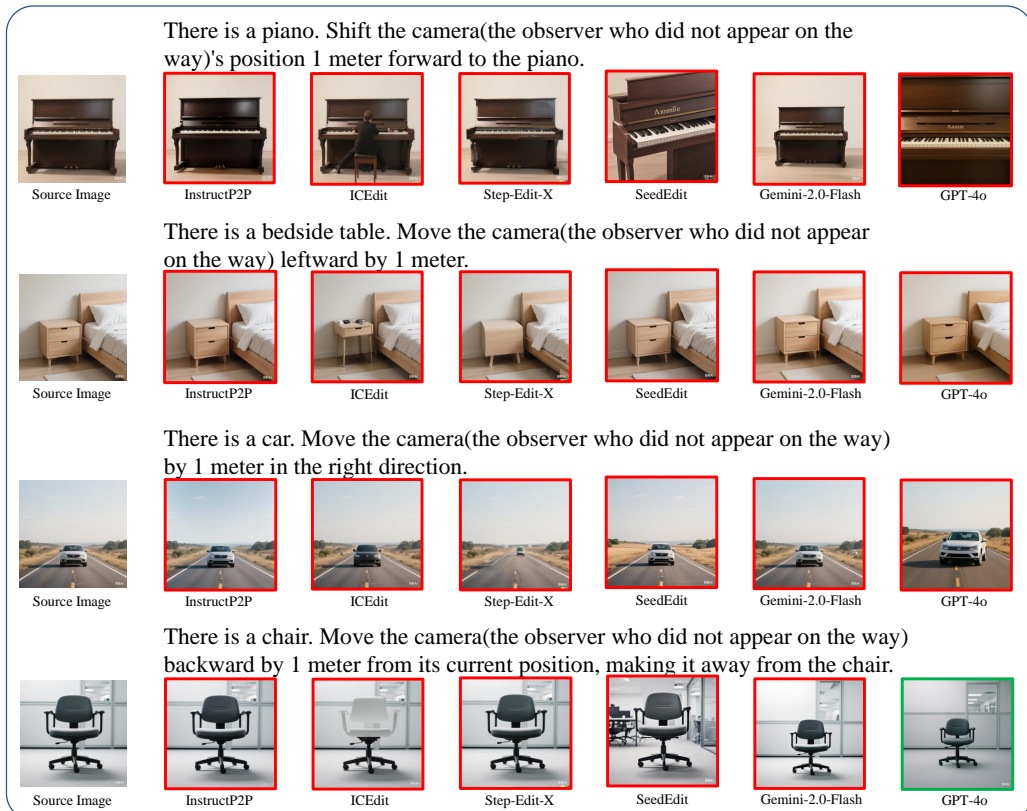 There is a piano. Shift the camera(the observer who did not appear on the
way)'s position 1 meter forward to the piano.
Source Image
InstructP2P
ICEdit
Step-Edit-X
SeedEdit
Gemini-2.0-Flash
GPT-4o
There is a bedside table. Move the camera(the observer who did not appear
on the way) leftward by 1 meter.
Source Image
InstructP2P
ICEdit
Step-Edit-X
SeedEdit
Gemini-2.0-Flash
GPT-4o
There is a car. Move the camera(the observer who did not appear on the way)
by 1 meter in the right direction.
Source Image
InstructP2P
ICEdit
Step-Edit-X
SeedEdit
Gemini-2.0-Flash
GPT-4o
There is a chair. Move the camera(the observer who did not appear on the way)
backward by 1 meter from its current position, making it away from the chair.
Source Image
InstructP2P
ICEdit
Step-Edit-X
SeedEdit
Gemini-2.0-Flash
GPT-4o